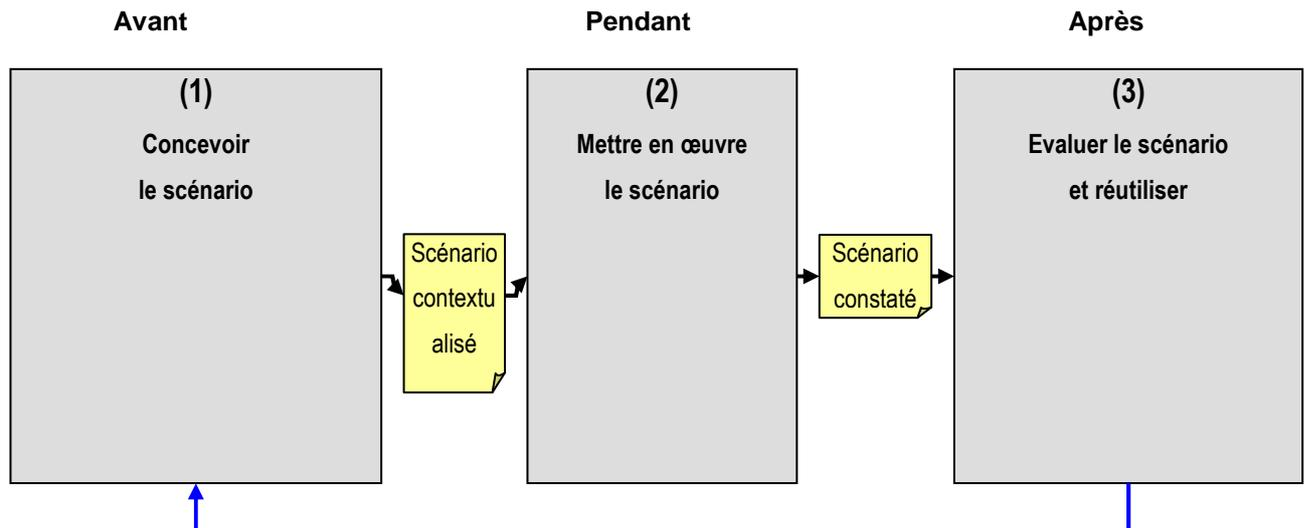 Avant
Pendant
Après
(1)
Concevoir
le scénario
Scénario
contextu
alisé
(2)
Mettre en œuvre
le scénario
Scénario
constaté
(3)
Evaluer le scénario
et réutiliser